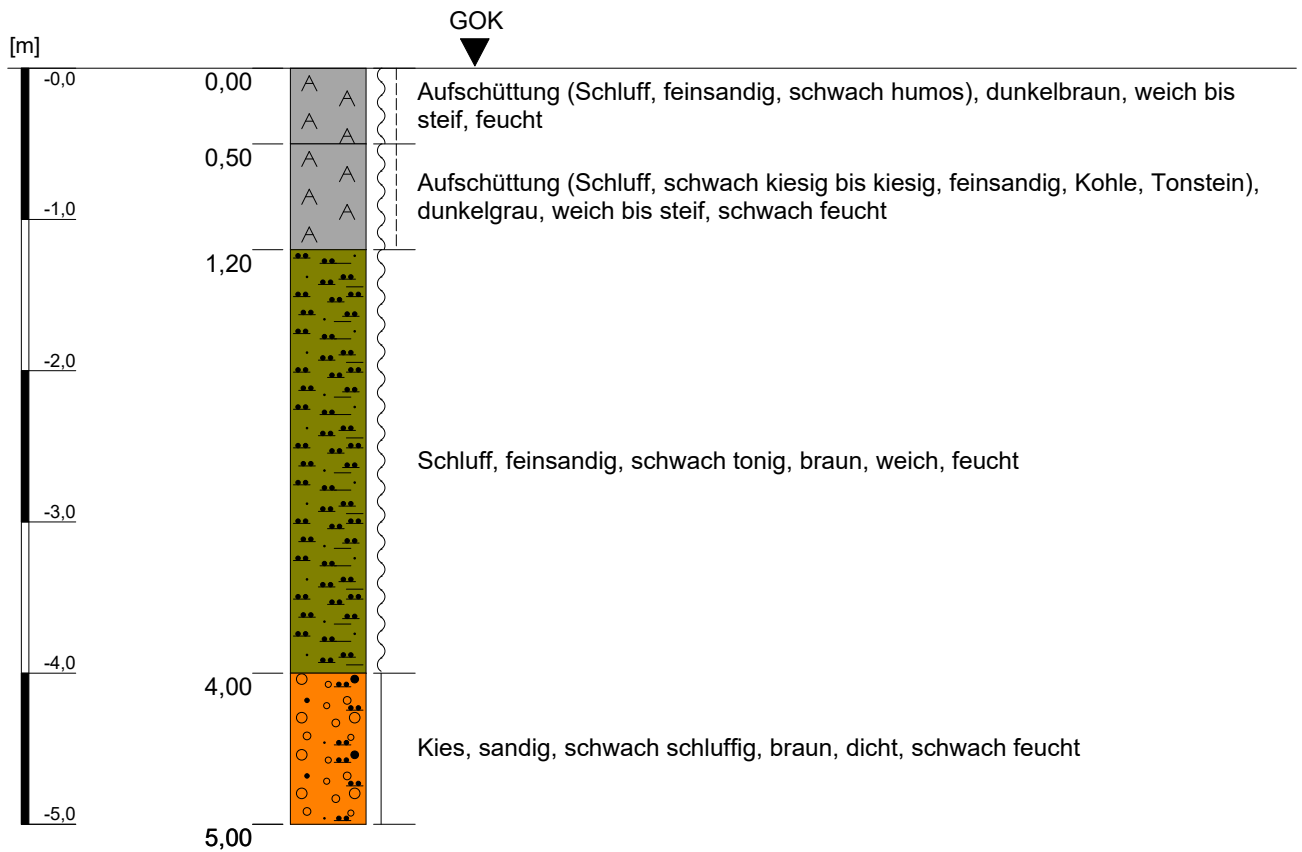 GOK
[m]
-0,0
0,00
Aufschüttung (Schluff, feinsandig, schwach humos), dunkelbraun, weich bis
steif, feucht
0,50
Aufschüttung (Schluff, schwach kiesig bis kiesig, feinsandig, Kohle, Tonstein),
dunkelgrau, weich bis steif, schwach feucht
-1,0
1,20
-2,0
Schluff, feinsandig, schwach tonig, braun, weich, feucht
-3,0
-4,0
4,00
Kies, sandig, schwach schluffig, braun, dicht, schwach feucht
-5,0
5,00